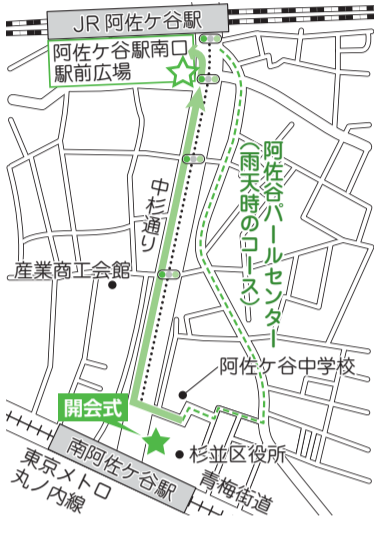 JR阿佐ケ谷駅
阿佐ケ谷駅南口
駅前広場
阿佐谷パールセンター
(雨天時のコース)
中杉通り
産業商工会館
阿佐ケ谷中学校
開会式
杉並区役所
南阿佐ケ谷駅
青梅街道
東京メトロ
丸ノ内線